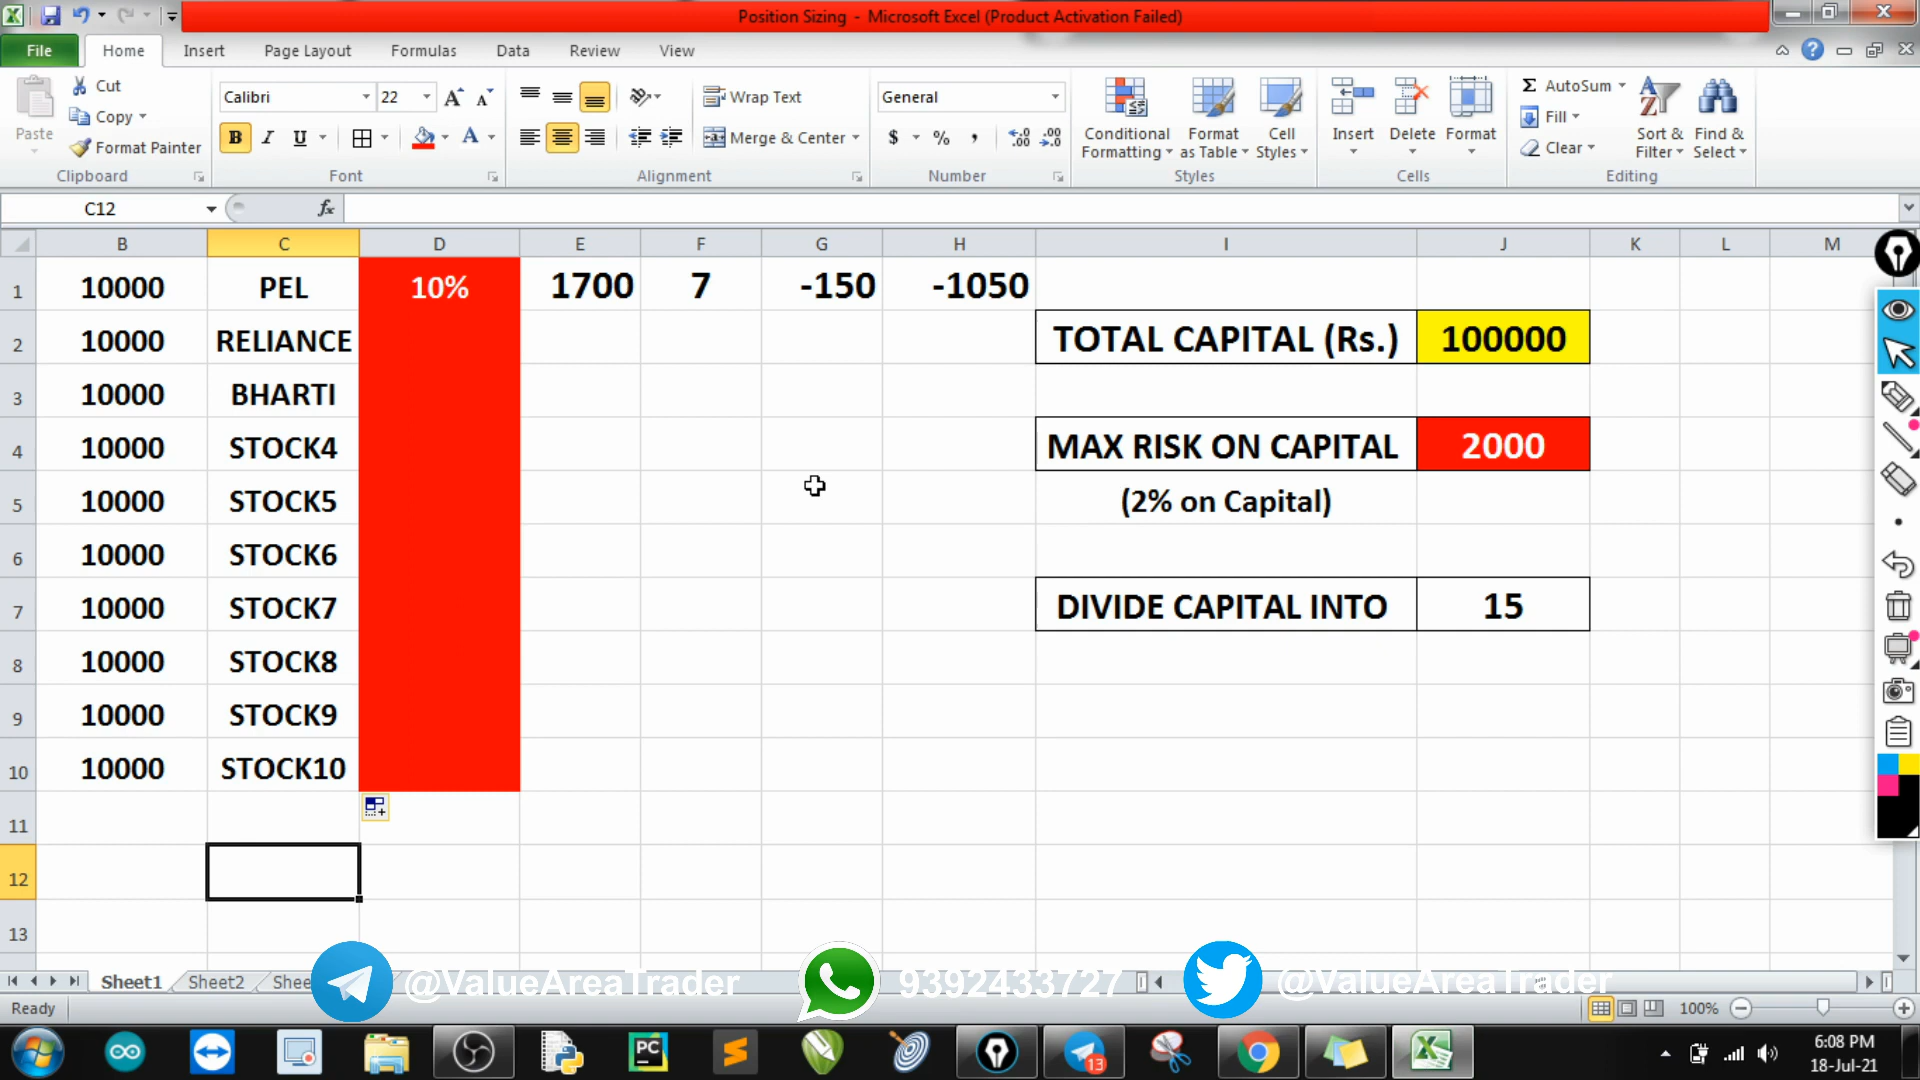 Position Sizing - Microsoft Excel (Product Activation Failed)
File Home Insert Page Layout Formulas Data Review View
Paste Cut Copy Format Painter
Clipboard
Calibri 22
B I U A
Font
Wrap Text
Merge & Center
Alignment
General
$ % ,
Number
Conditional Formatting Format as Table Cell Styles
Styles
Insert Delete Format
Cells
Σ AutoSum Fill Clear Sort & Filter Find & Select
Editing
C12 fx
B C D E F G H I J K L M
1 10000 PEL 10% 1700 7 -150 -1050
2 10000 RELIANCE TOTAL CAPITAL (Rs.) 100000
3 10000 BHARTI
4 10000 STOCK4 MAX RISK ON CAPITAL 2000
5 10000 STOCK5 (2% on Capital)
6 10000 STOCK6
7 10000 STOCK7 DIVIDE CAPITAL INTO 15
8 10000 STOCK8
9 10000 STOCK9
10 10000 STOCK10
11
12
13
Sheet1 Sheet2 Shee
@ValueAreaTrader 9392433727 @ValueAreaTrader
Ready 100%
PC 13 6:08 PM
18-Jul-21